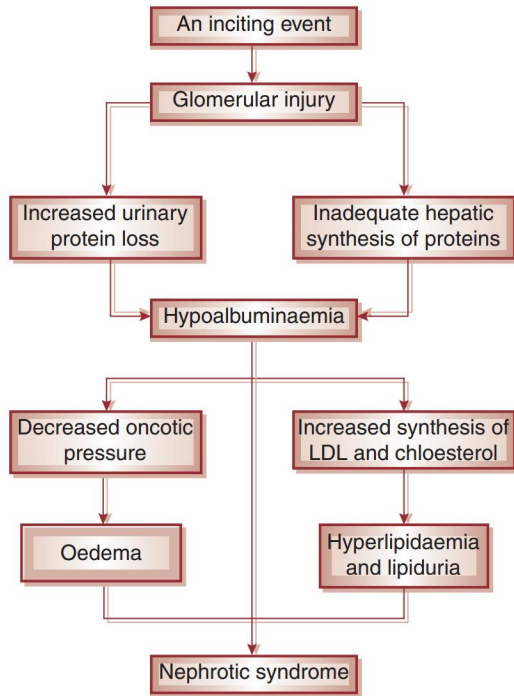 An inciting event
Glomerular injury
Increased urinary
protein loss
Inadequate hepatic
synthesis of proteins
Hypoalbuminaemia
Decreased oncotic
pressure
Increased synthesis of
LDL and chloesterol
Oedema
Hyperlipidaemia
and lipiduria
Nephrotic syndrome